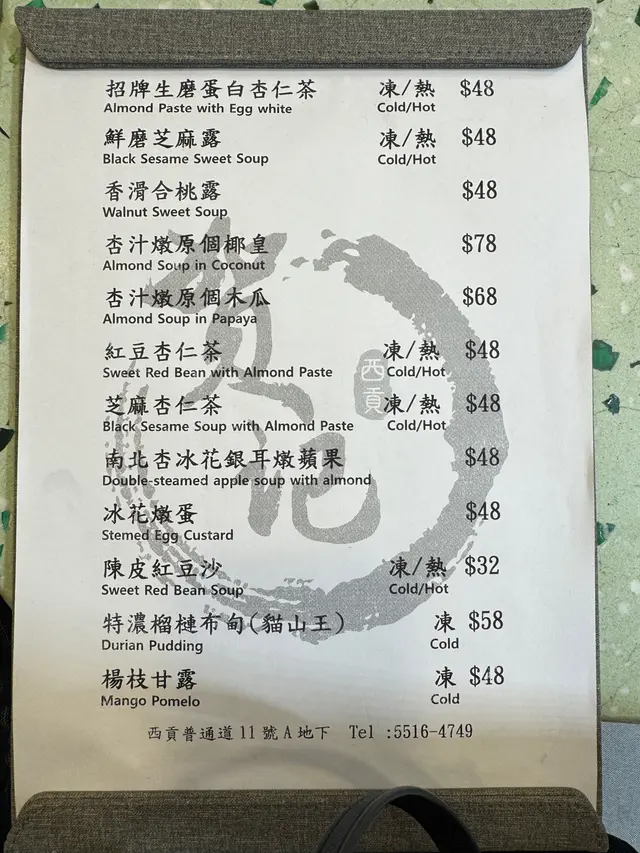 招牌生磨蛋白杏仁茶 凍/熱 $48
Almond Paste with Egg white Cold/Hot
鮮磨芝麻露 凍/熱 $48
Black Sesame Sweet Soup Cold/Hot
香滑合桃露 $48
Walnut Sweet Soup
杏汁燉原個椰皇 $78
Almond Soup in Coconut
杏汁燉原個木瓜 $68
Almond Soup in Papaya
紅豆杏仁茶 凍/熱 $48
Sweet Red Bean with Almond Paste Cold/Hot
芝麻杏仁茶 凍/熱 $48
Black Sesame Soup with Almond Paste Cold/Hot
南北杏冰花銀耳燉蘋果 $48
Double-steamed apple soup with almond
冰花燉蛋 $48
Stemed Egg Custard
陳皮紅豆沙 凍/熱 $32
Sweet Red Bean Soup Cold/Hot
特濃榴槤布甸(貓山王) 凍 $58
Durian Pudding Cold
楊枝甘露 凍 $48
Mango Pomelo Cold
西貢普通道11號A地下 Tel :5516-4749
賀记
西貢